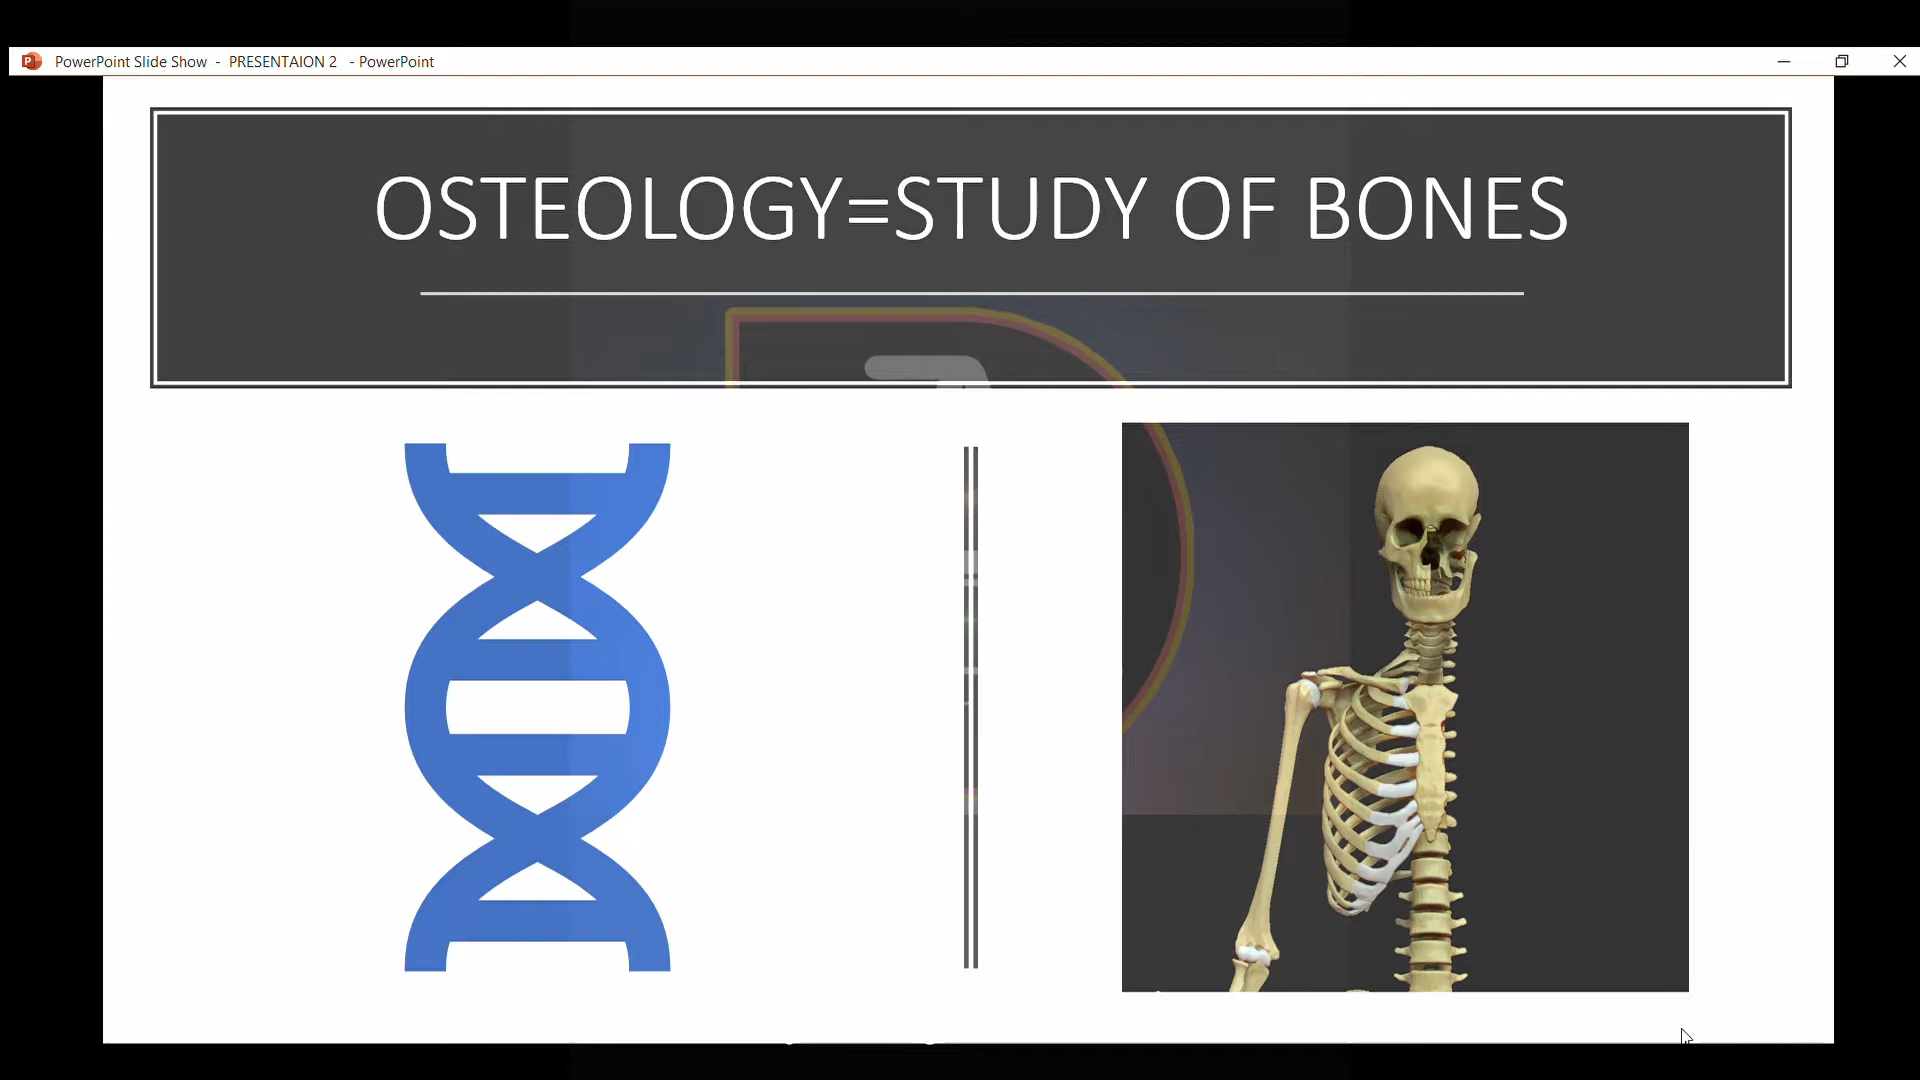 PowerPoint Slide Show - PRESENTAION 2 - PowerPoint
OSTEOLOGY=STUDY OF BONES